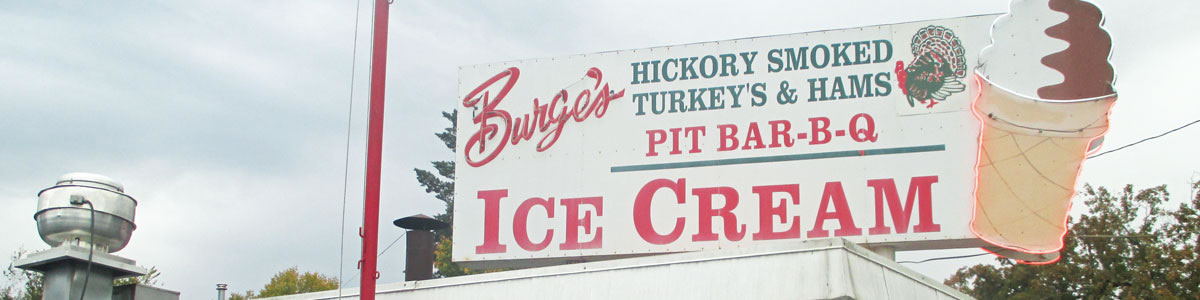 Burge's
HICKORY SMOKED
TURKEY'S & HAMS
PIT BAR-B-Q
ICE CREAM